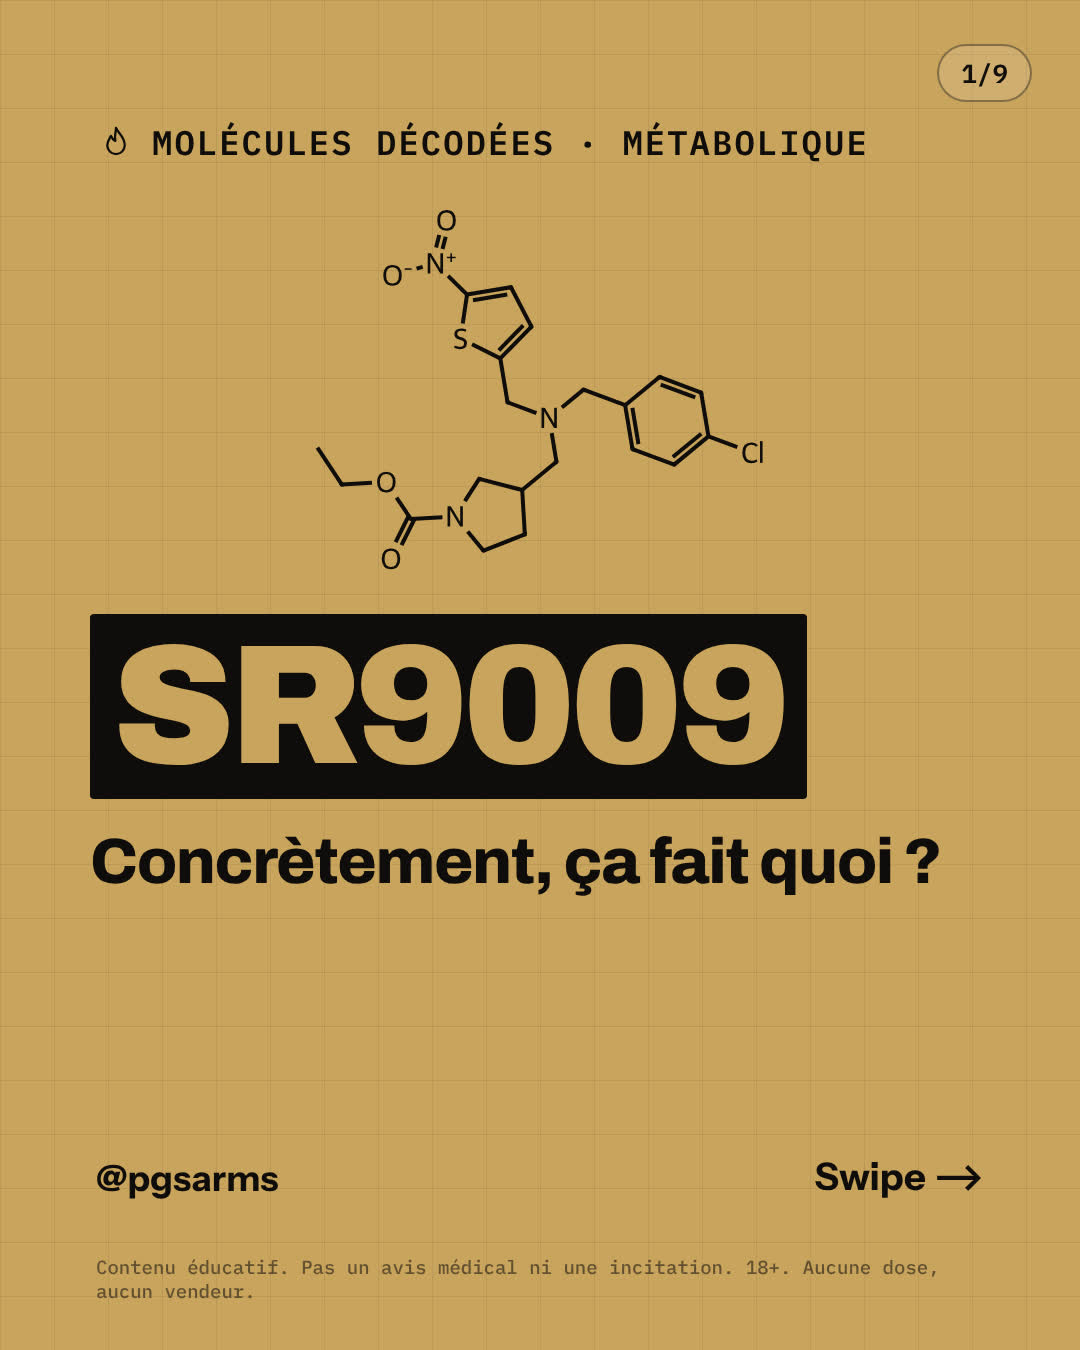 1/9
MOLÉCULES DÉCODÉES · MÉTABOLIQUE
O
O⁻ N⁺
S
N
Cl
O
N
O
SR9009
Concrètement, ça fait quoi ?
@pgsarms
Swipe →
Contenu éducatif. Pas un avis médical ni une incitation. 18+. Aucune dose,
aucun vendeur.